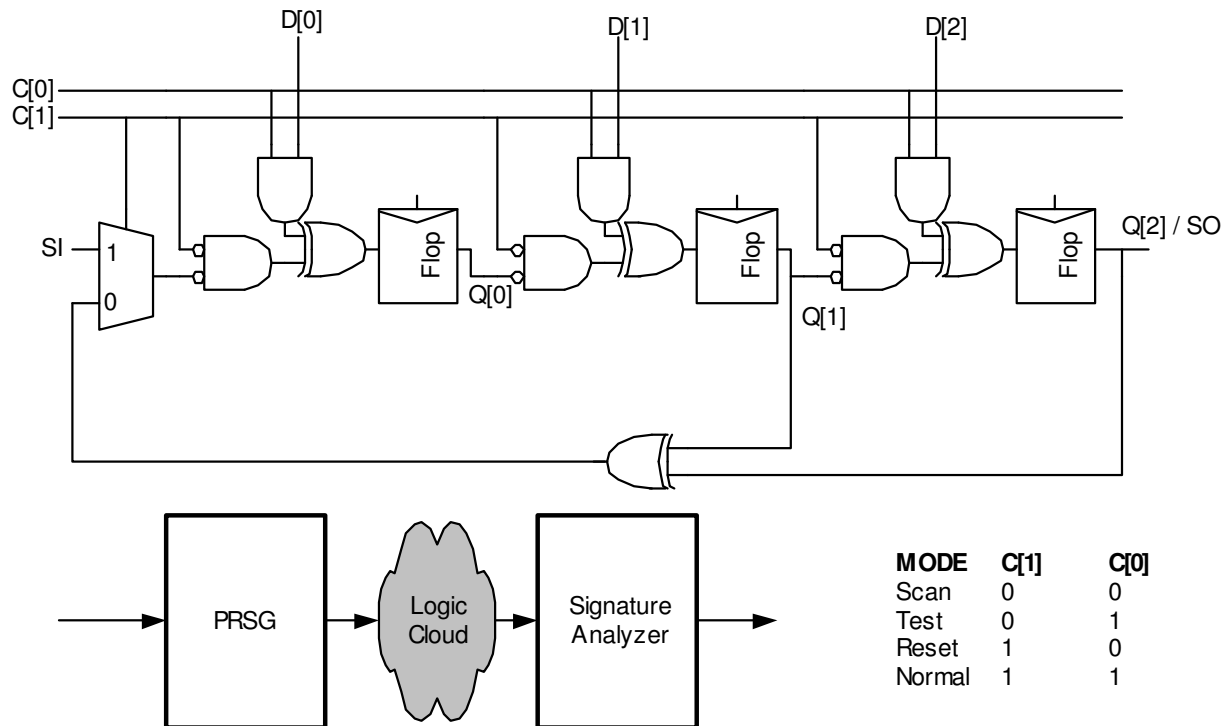 D[0]
D[1]
D[2]
C[0]
C[1]
SI
1
0
Flop
Q[0]
Flop
Q[1]
Flop
Q[2] / SO
PRSG
Logic
Cloud
Signature
Analyzer
MODE C[1] C[0]
Scan 0 0
Test 0 1
Reset 1 0
Normal 1 1